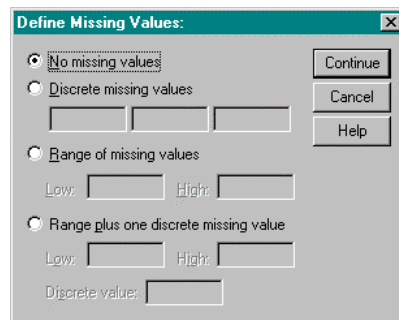 Define Missing Values:
No missing values
Continue
Discrete missing values
Cancel
Help
Range of missing values
Low: High:
Range plus one discrete missing value
Low: High:
Discrete value: